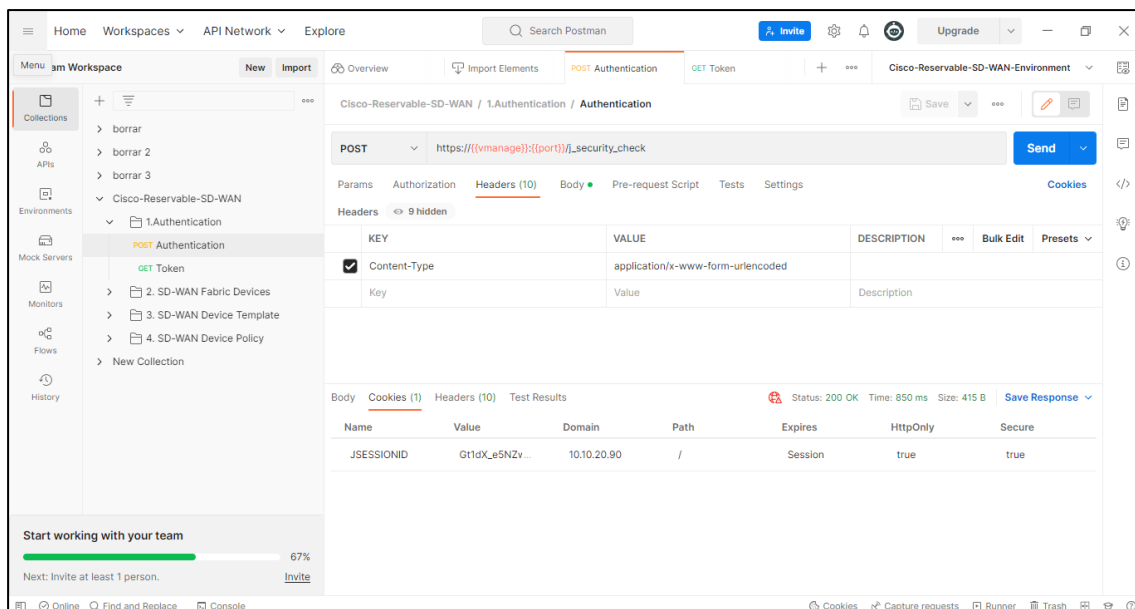 Home Workspaces API Network Explore Search Postman Invite Upgrade
Menu am Workspace New Import
Overview Import Elements POST Authentication GET Token Cisco-Reservable-SD-WAN-Environment
Collections
APIs
Environments
Mock Servers
Monitors
Flows
History
borrar
borrar 2
borrar 3
Cisco-Reservable-SD-WAN
1.Authentication
POST Authentication
GET Token
2. SD-WAN Fabric Devices
3. SD-WAN Device Template
4. SD-WAN Device Policy
New Collection
Cisco-Reservable-SD-WAN / 1.Authentication / Authentication Save
POST https://{{vmanage}}:{{port}}/j_security_check Send
Params Authorization Headers (10) Body Pre-request Script Tests Settings Cookies
Headers 9 hidden
KEY VALUE DESCRIPTION Bulk Edit Presets
Content-Type application/x-www-form-urlencoded
Key Value Description
Body Cookies (1) Headers (10) Test Results Status: 200 OK Time: 850 ms Size: 415 B Save Response
Name Value Domain Path Expires HttpOnly Secure
JSESSIONID Gt1dX_e5NZv... 10.10.20.90 / Session true true
Start working with your team
67%
Next: Invite at least 1 person. Invite
Online Find and Replace Console Cookies Capture requests Runner Trash